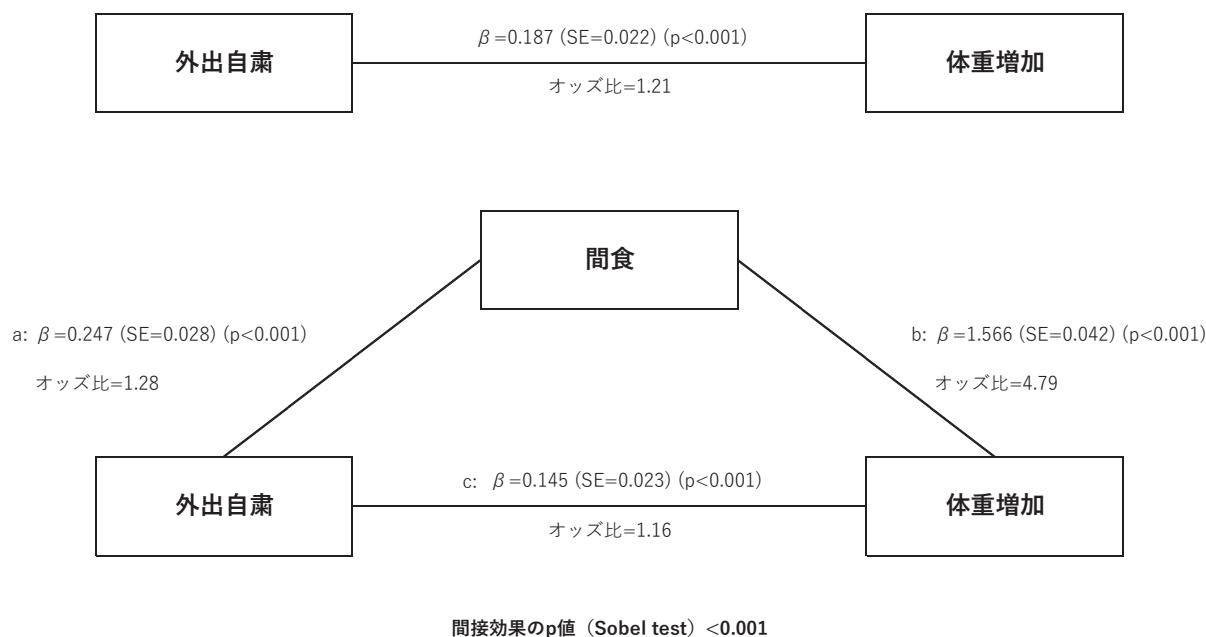 外出自粛
β=0.187 (SE=0.022) (p<0.001)
オッズ比=1.21
体重増加
間食
a: β=0.247 (SE=0.028) (p<0.001)
オッズ比=1.28
b: β=1.566 (SE=0.042) (p<0.001)
オッズ比=4.79
外出自粛
c: β=0.145 (SE=0.023) (p<0.001)
オッズ比=1.16
体重増加
間接効果のp値（Sobel test）<0.001